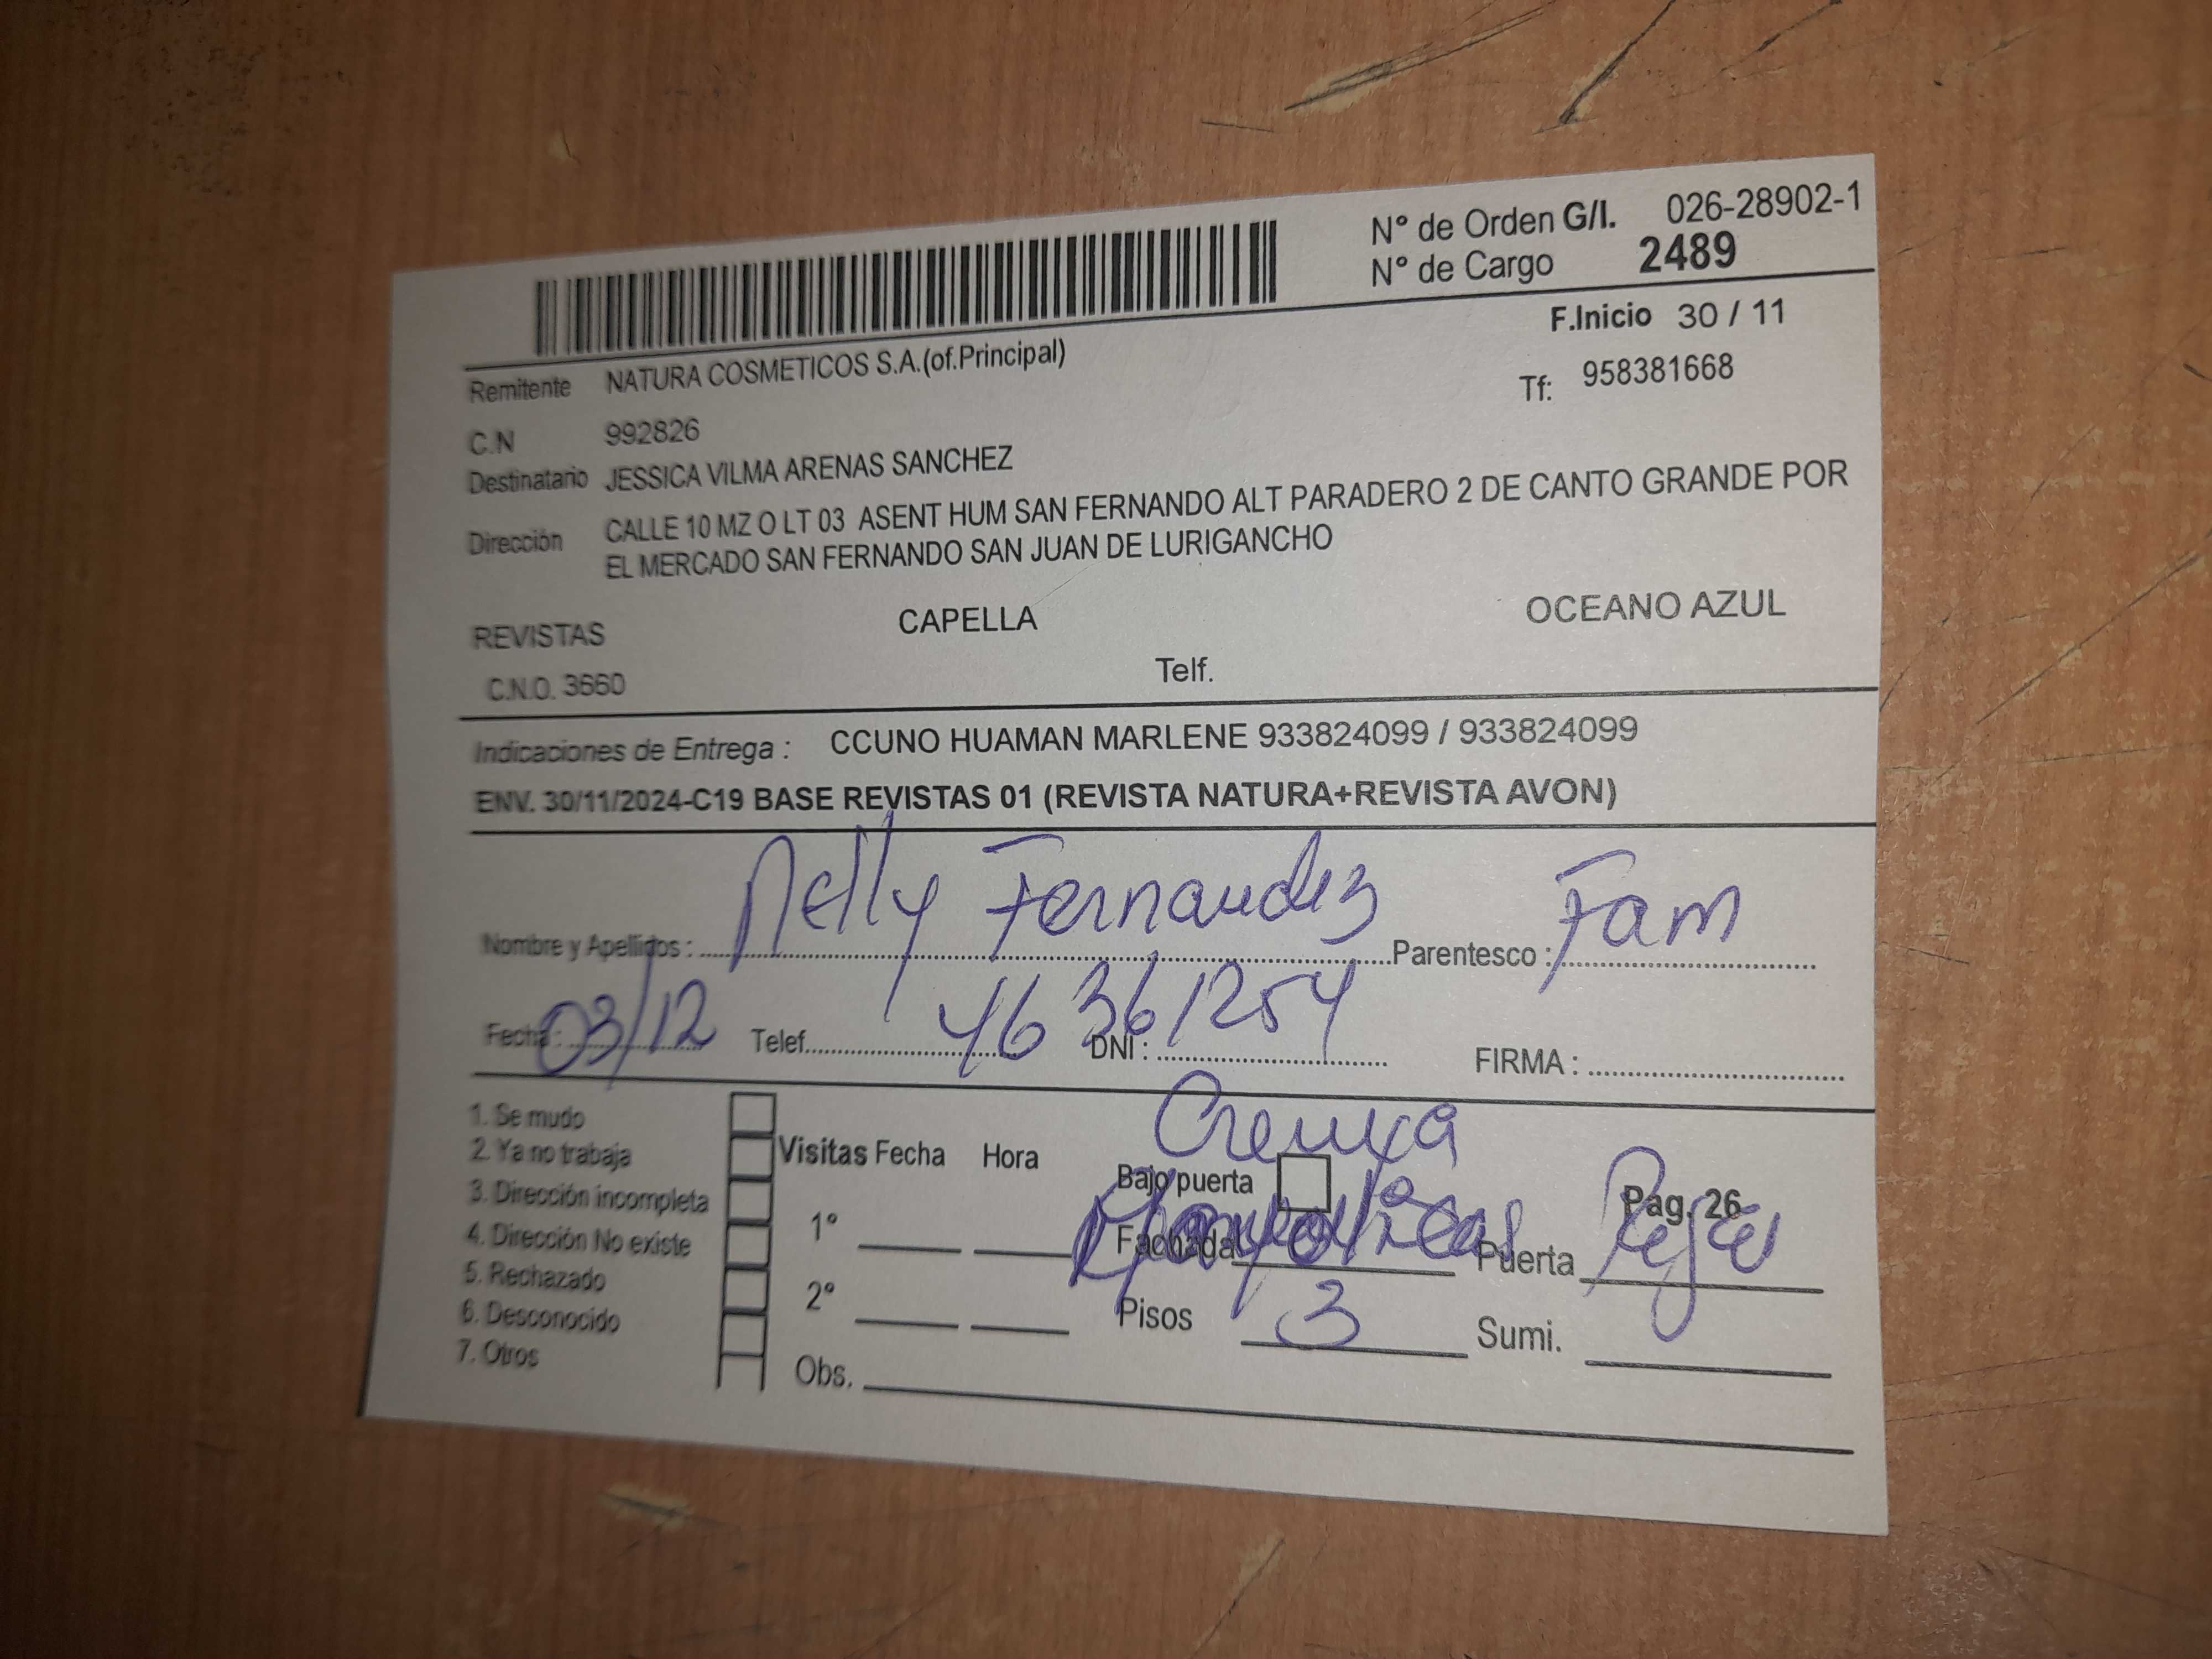 N° de Orden G/I. 026-28902-1
N° de Cargo 2489
F.Inicio 30 / 11
Remitente NATURA COSMETICOS S.A.(of.Principal)
Tf: 958381668
C.N 992826
Destinatario JESSICA VILMA ARENAS SANCHEZ
Dirección CALLE 10 MZ O LT 03 ASENT HUM SAN FERNANDO ALT PARADERO 2 DE CANTO GRANDE POR
EL MERCADO SAN FERNANDO SAN JUAN DE LURIGANCHO
REVISTAS CAPELLA OCEANO AZUL
C.N.O. 3660 Telf.
Indicaciones de Entrega : CCUNO HUAMAN MARLENE 933824099 / 933824099
ENV. 30/11/2024-C19 BASE REVISTAS 01 (REVISTA NATURA+REVISTA AVON)
Nombre y Apellidos : Nelly Fernandez Parentesco : Fam
Fecha : 03/12 Telef. DNI : 46361254 FIRMA :
1. Se mudo
2. Ya no trabaja
3. Dirección incompleta
4. Dirección No existe
5. Rechazado
6. Desconocido
7. Otros
Visitas Fecha Hora
1°
2°
Obs.
Bajo puerta
Fachada
Pisos 3
Pag. 26
Puerta
Sumi.